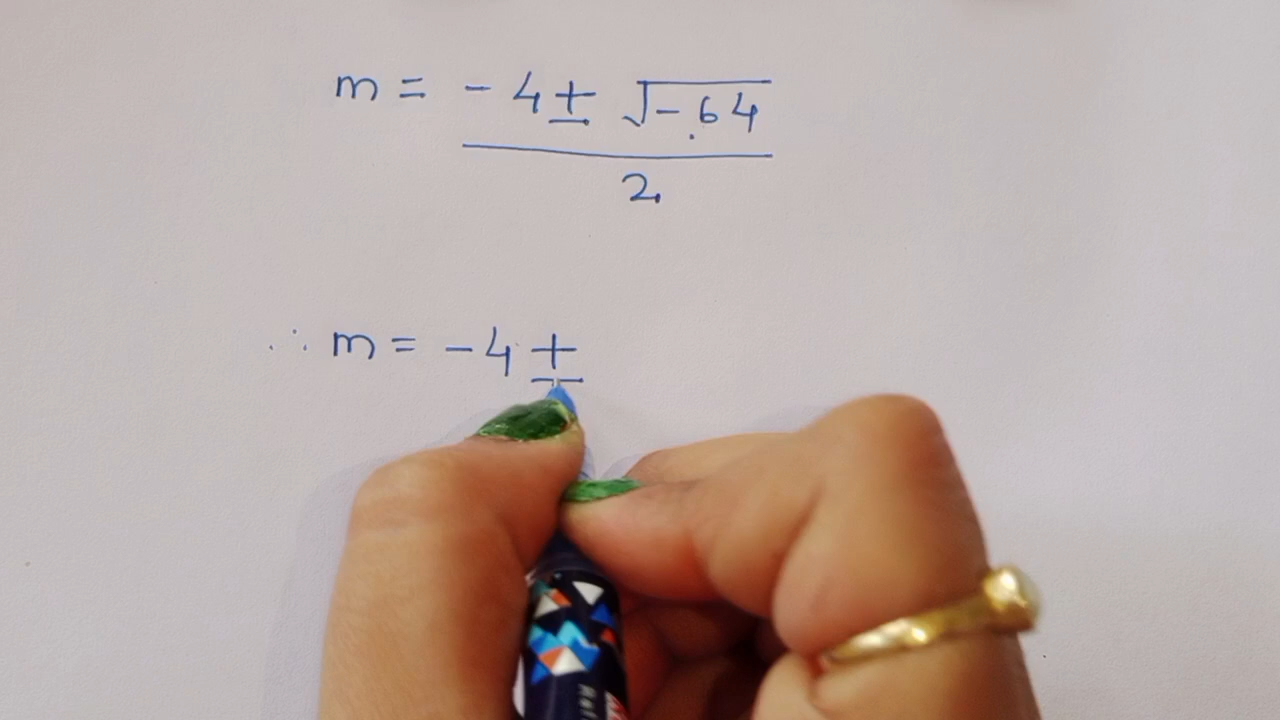 m = - 4 ± √-64
2
∴ m = - 4 ±